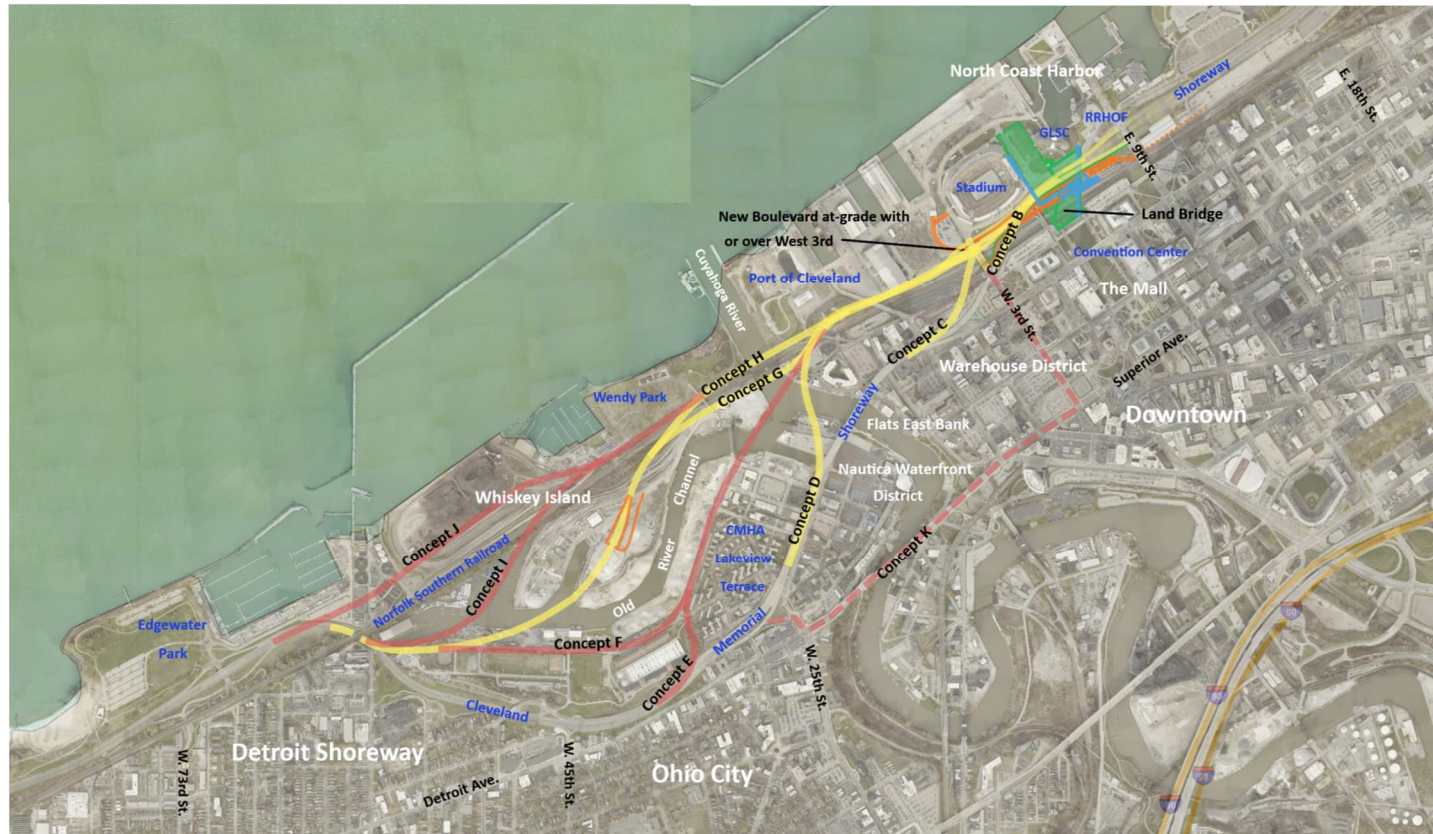 North Coast Harbor
Shoreway
E. 18th St.
RRHOF
GLSC
E. 9th St.
Stadium
New Boulevard at-grade with
or over West 3rd
Concept B
Land Bridge
Convention Center
Cuyahoga River
Port of Cleveland
The Mall
W. 3rd St.
Concept C
Superior Ave.
Concept H
Concept G
Warehouse District
Wendy Park
Shoreway
Downtown
Flats East Bank
Nautica Waterfront
District
Channel
Whiskey Island
Concept D
CMHA
Lakeview
Terrace
Concept J
Norfolk Southern Railroad
River
Concept K
Concept I
Old
Edgewater
Park
Concept F
Memorial
Concept E
W. 25th St.
Cleveland
Detroit Shoreway
W. 73rd St.
W. 45th St.
Ohio City
Detroit Ave.